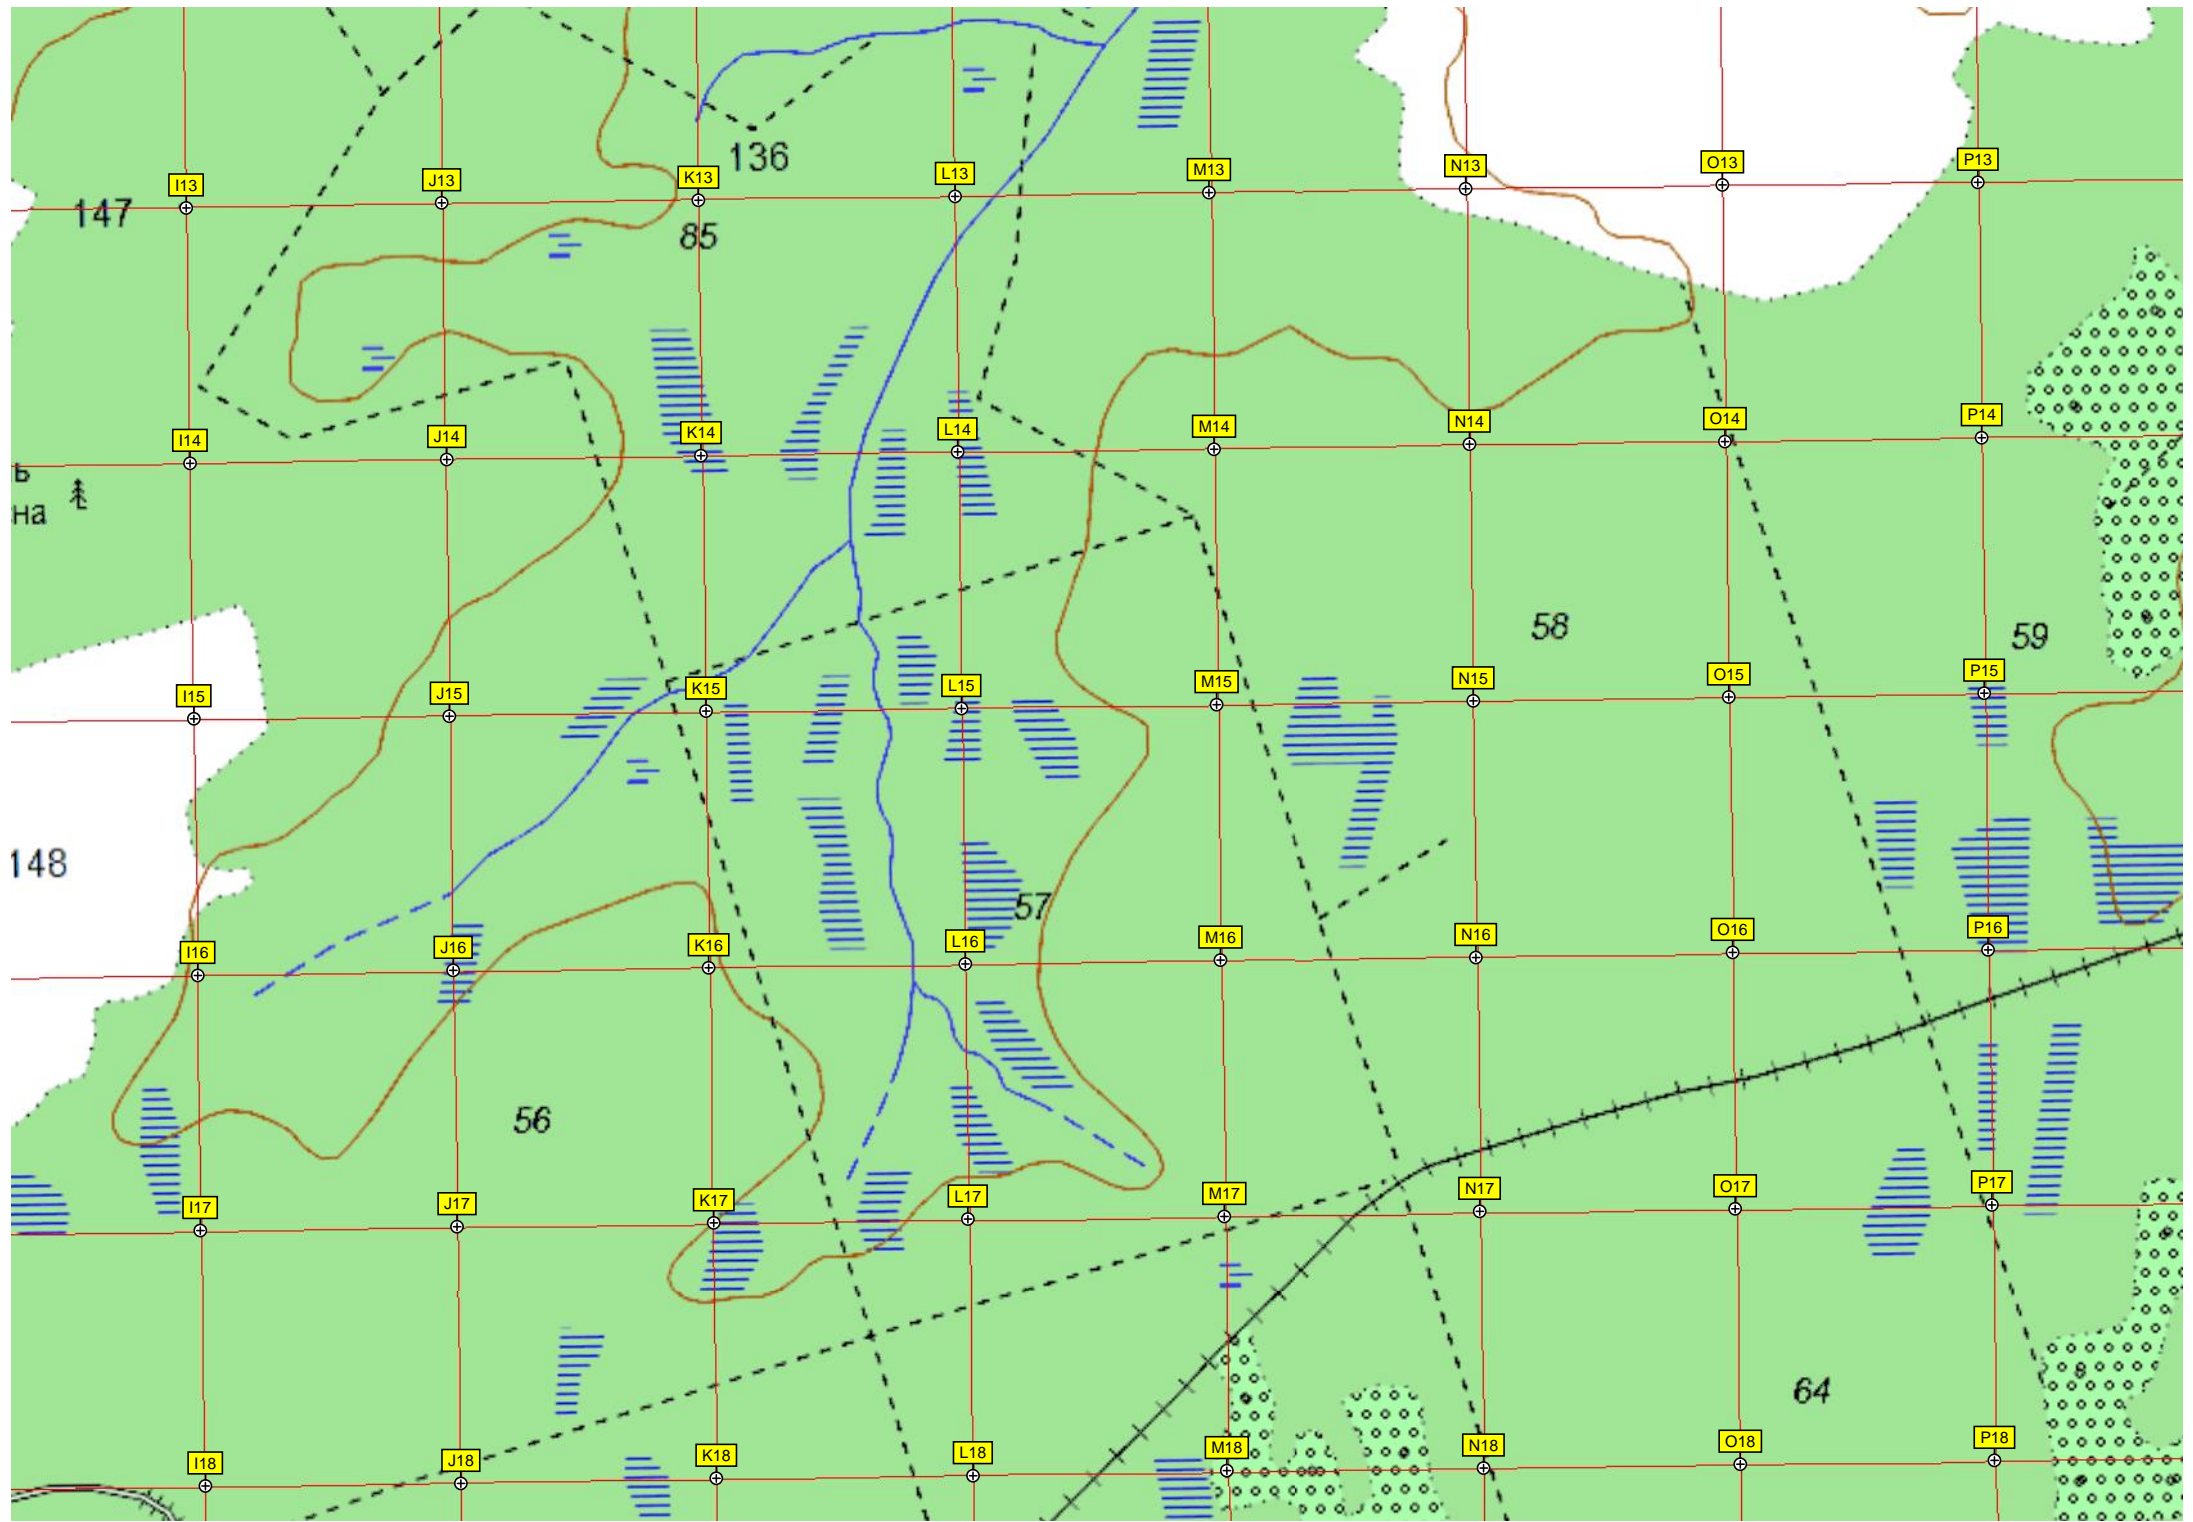 136
I13 J13 K13 L13 M13 N13 O13 P13
147
85
I14 J14 K14 L14 M14 N14 O14 P14
ь
на
58
59
I15 J15 K15 L15 M15 N15 O15 P15
148
57
I16 J16 K16 L16 M16 N16 O16 P16
56
I17 J17 K17 L17 M17 N17 O17 P17
64
I18 J18 K18 L18 M18 N18 O18 P18